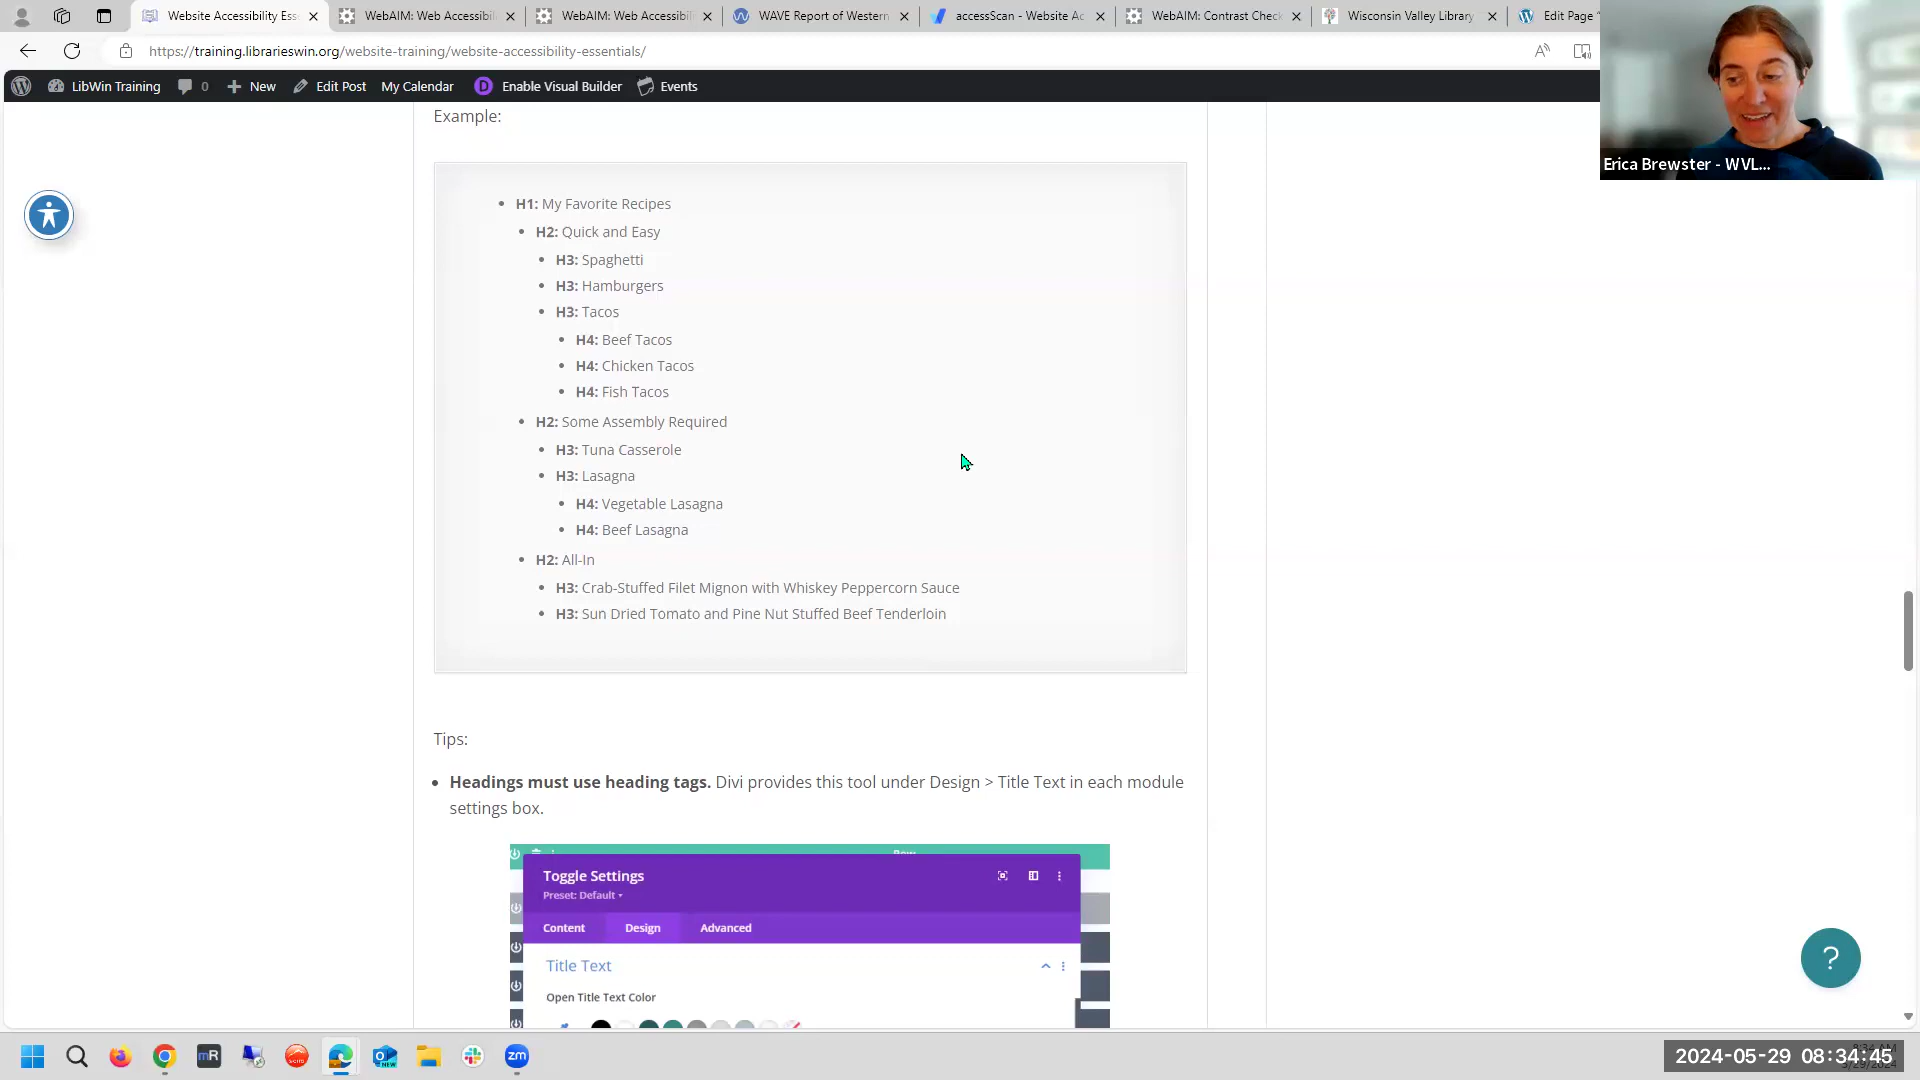 Website Accessibility Ess
WebAIM: Web Accessibili
WebAIM: Web Accessibili
WAVE Report of Western
accessScan - Website Ac
WebAIM: Contrast Check
Wisconsin Valley Library
Edit Page "
https://training.librarieswin.org/website-training/website-accessibility-essentials/
LibWin Training
0
New
Edit Post
My Calendar
D
Enable Visual Builder
Events
Erica Brewster - WVL...
Example:
H1: My Favorite Recipes
H2: Quick and Easy
H3: Spaghetti
H3: Hamburgers
H3: Tacos
H4: Beef Tacos
H4: Chicken Tacos
H4: Fish Tacos
H2: Some Assembly Required
H3: Tuna Casserole
H3: Lasagna
H4: Vegetable Lasagna
H4: Beef Lasagna
H2: All-In
H3: Crab-Stuffed Filet Mignon with Whiskey Peppercorn Sauce
H3: Sun Dried Tomato and Pine Nut Stuffed Beef Tenderloin
Tips:
Headings must use heading tags. Divi provides this tool under Design > Title Text in each module
settings box.
Toggle Settings
Preset: Default
Content
Design
Advanced
Title Text
Open Title Text Color
?
mR
NEW
zm
2024-05-29 08:34:45